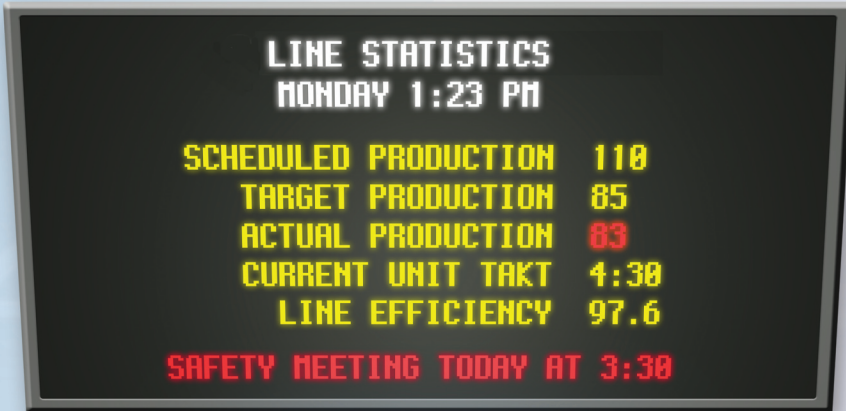 LINE STATISTICS
MONDAY 1:23 PM
SCHEDULED PRODUCTION 110
TARGET PRODUCTION 85
ACTUAL PRODUCTION 83
CURRENT UNIT TAKT 4:30
LINE EFFICIENCY 97.6
SAFETY MEETING TODAY AT 3:30